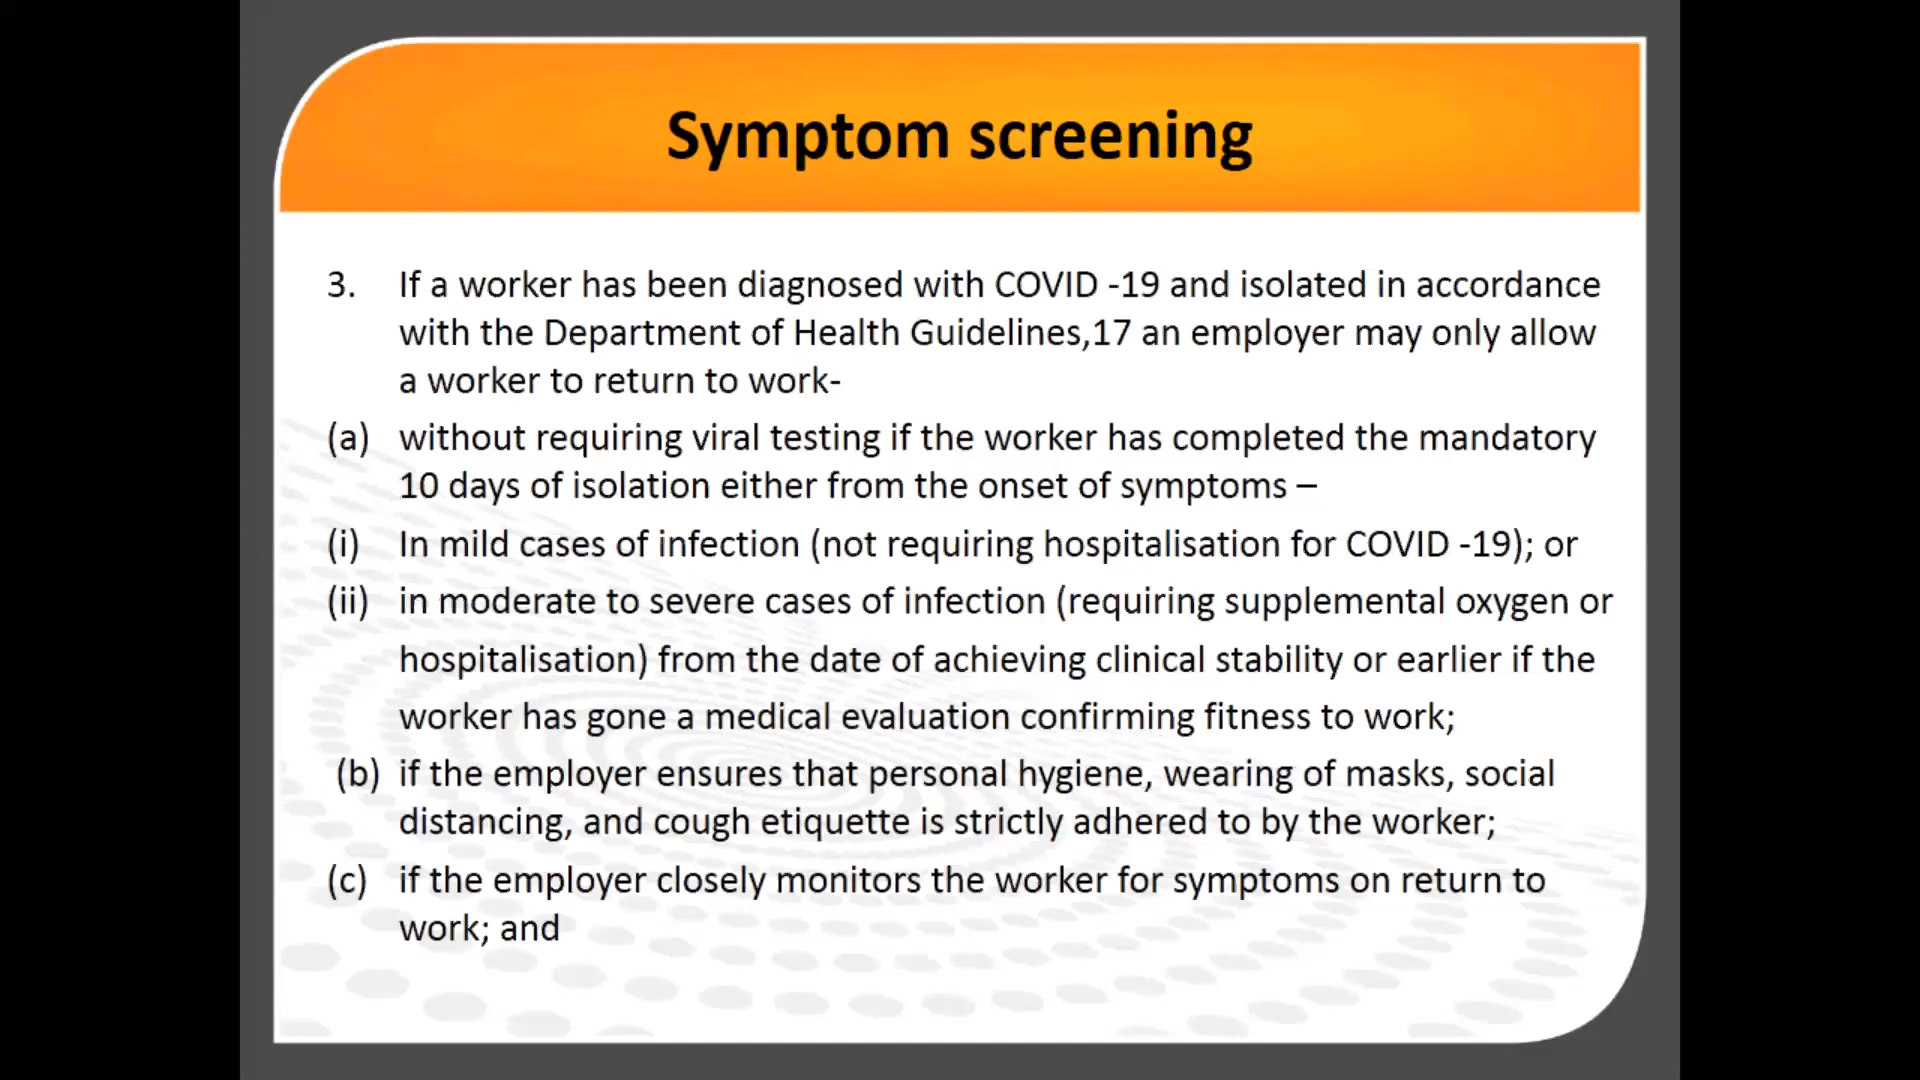 Symptom screening
3. If a worker has been diagnosed with COVID -19 and isolated in accordance
with the Department of Health Guidelines,17 an employer may only allow
a worker to return to work-
(a) without requiring viral testing if the worker has completed the mandatory
10 days of isolation either from the onset of symptoms –
(i) In mild cases of infection (not requiring hospitalisation for COVID -19); or
(ii) in moderate to severe cases of infection (requiring supplemental oxygen or
hospitalisation) from the date of achieving clinical stability or earlier if the
worker has gone a medical evaluation confirming fitness to work;
(b) if the employer ensures that personal hygiene, wearing of masks, social
distancing, and cough etiquette is strictly adhered to by the worker;
(c) if the employer closely monitors the worker for symptoms on return to
work; and